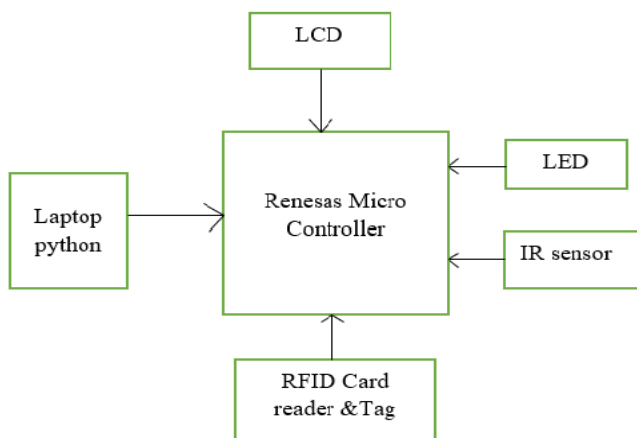 LCD
Renesas Micro
Controller
LED
Laptop
python
IR sensor
RFID Card
reader &Tag